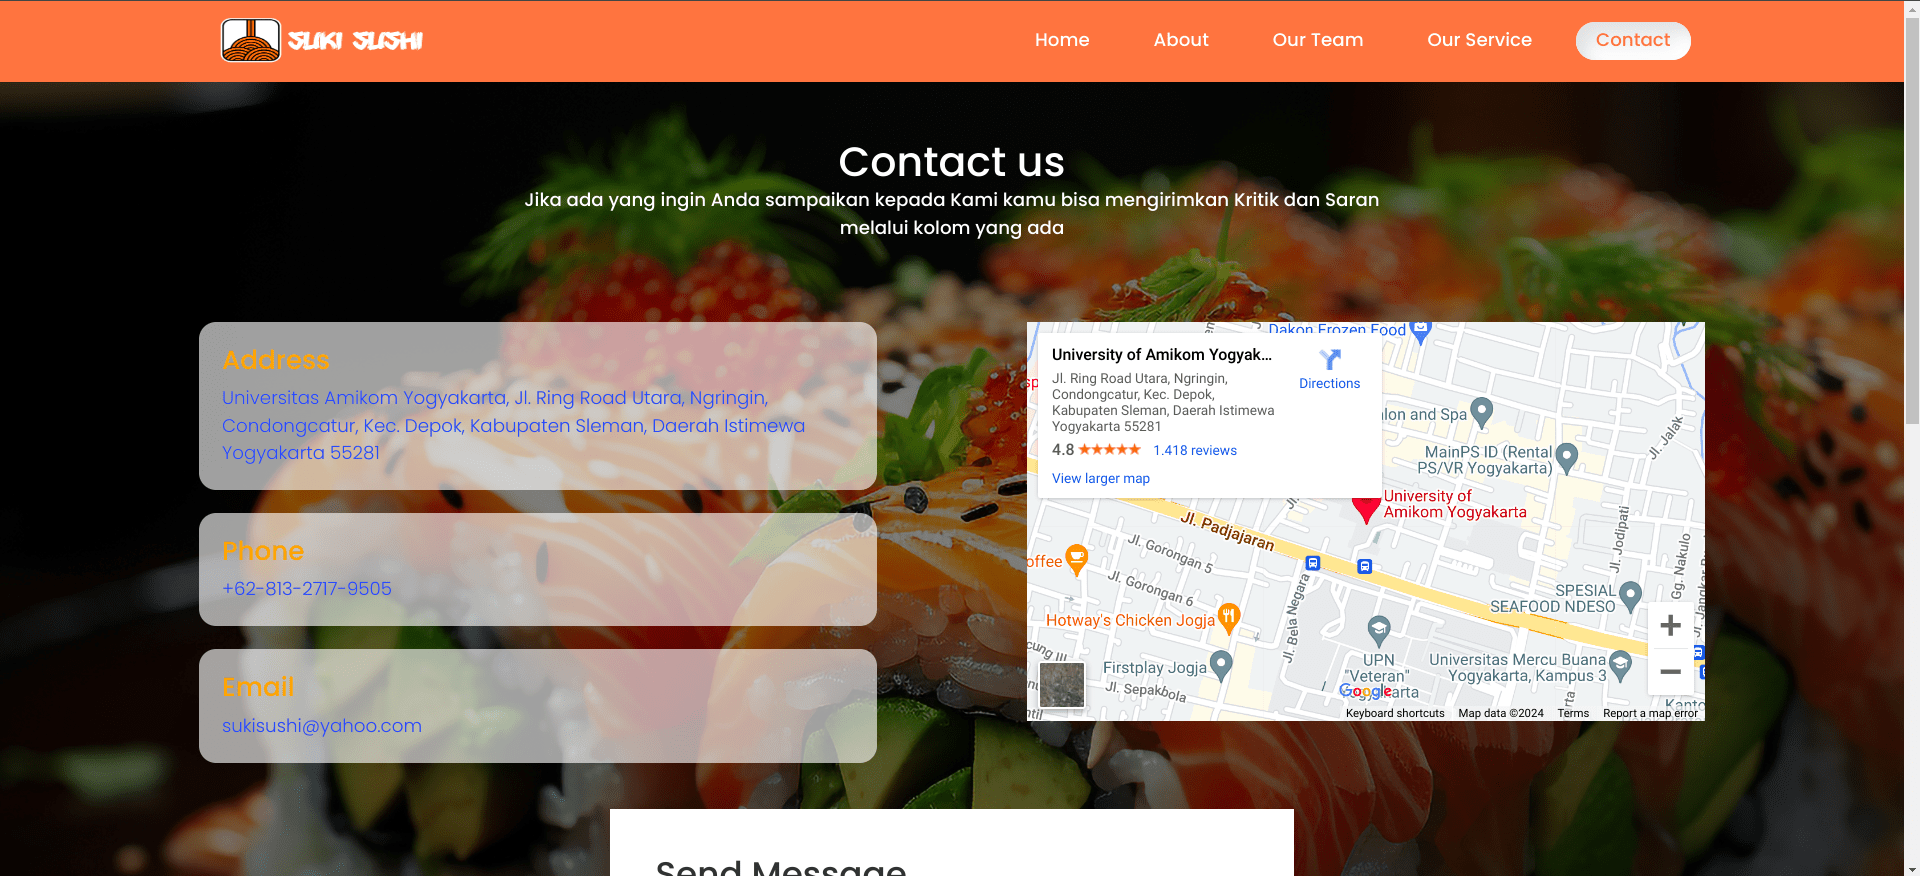 SUKI SUSHI
Home
About
Our Team
Our Service
Contact
Contact us
Jika ada yang ingin Anda sampaikan kepada Kami kamu bisa mengirimkan Kritik dan Saran
melalui kolom yang ada
Address
Universitas Amikom Yogyakarta, Jl. Ring Road Utara, Ngringin,
Condongcatur, Kec. Depok, Kabupaten Sleman, Daerah Istimewa
Yogyakarta 55281
Phone
+62-813-2717-9505
Email
sukisushi@yahoo.com
Dakon Frozen Food
University of Amikom Yogyak...
Jl. Ring Road Utara, Ngringin,
Condongcatur, Kec. Depok,
Kabupaten Sleman, Daerah Istimewa
Yogyakarta 55281
4.8
1.418 reviews
View larger map
Directions
sp
lon and Spa
MainPS ID (Rental
PS/VR Yogyakarta)
Jl. Jalak
University of
Amikom Yogyakarta
Jl. Padjajaran
offee
Jl. Gorongan 5
Jl. Gorongan 6
Hotway's Chicken Jogja
Jl. Bela Negara
Jl. Jodipati
Gg. Nakulo
SPESIAL
SEAFOOD NDESO
cung III
Firstplay Jogja
Jl. Sepakbola
ntil
UPN
"Veteran"
Yogyakarta
Universitas Mercu Buana
Yogyakarta, Kampus 3
Kanto
Google
Keyboard shortcuts
Map data ©2024
Terms
Report a map error
Send Message